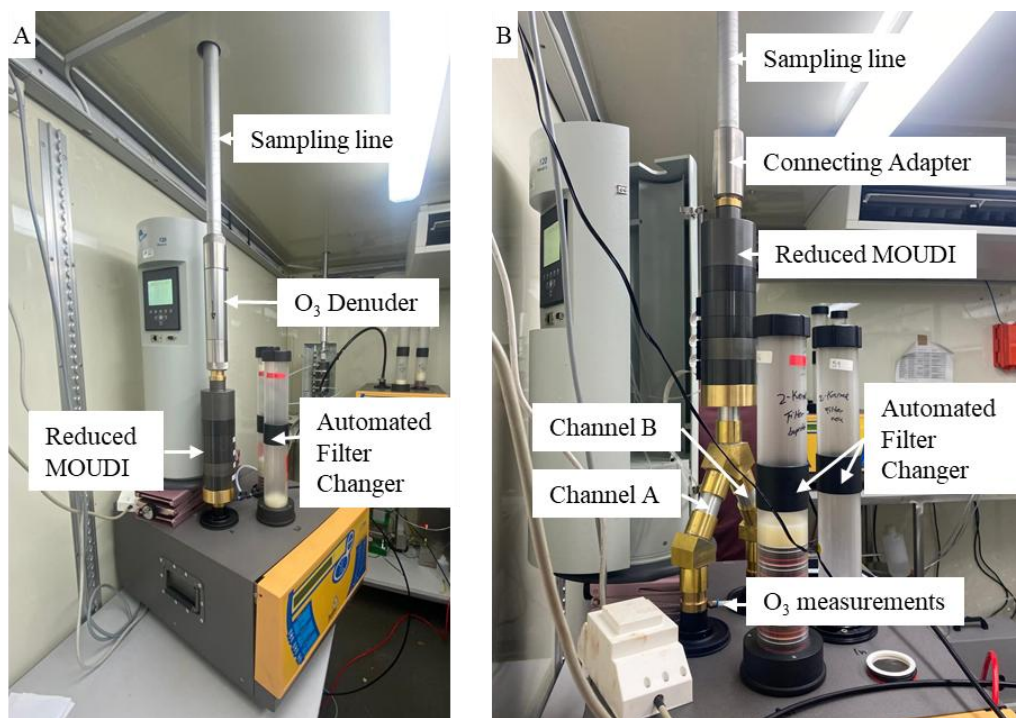 A
Sampling line
O3 Denuder
Reduced
MOUDI
Automated
Filter
Changer
B
Sampling line
Connecting Adapter
Reduced MOUDI
Channel B
Channel A
Automated
Filter
Changer
O3 measurements
Filter